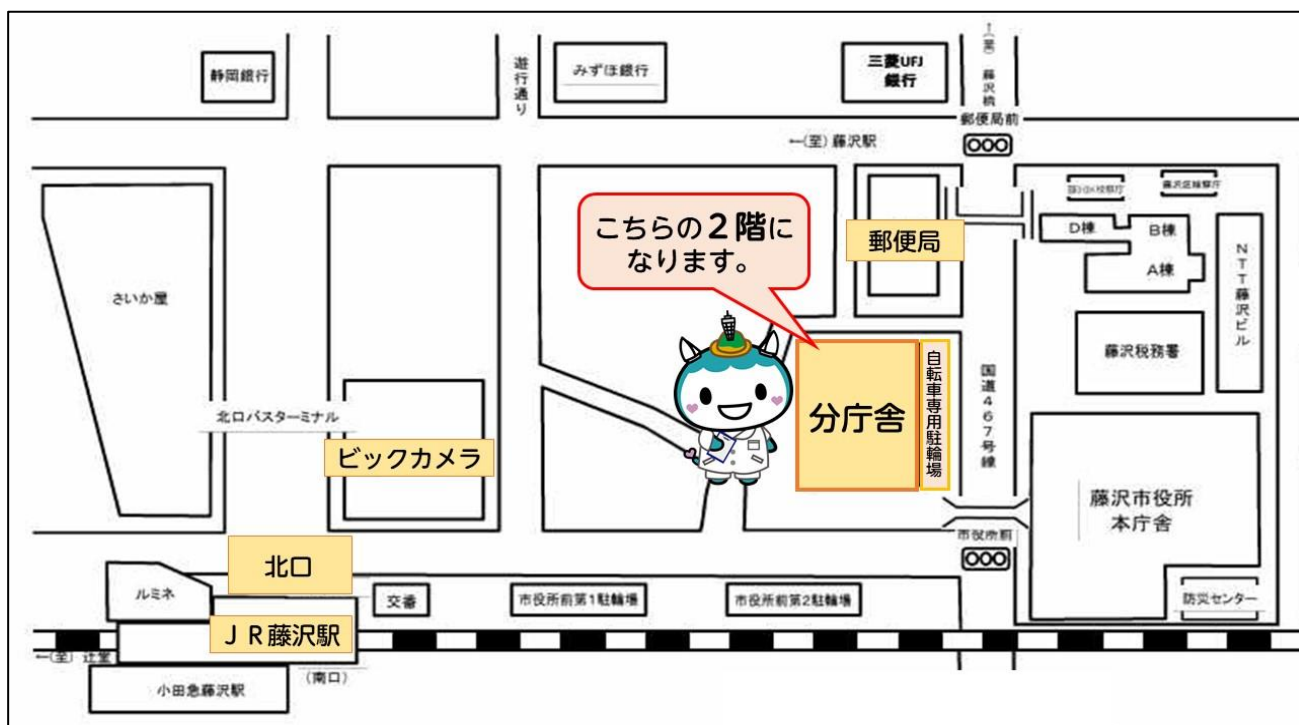 静岡銀行
遊行通り
みずほ銀行
三菱UFJ
銀行
↑(至)藤沢橋
郵便局前
←(至)藤沢駅
こちらの2階に
なります。
郵便局
D棟
B棟
A棟
NTT藤沢ビル
さいか屋
藤沢税務署
北口バスターミナル
ビックカメラ
分庁舎
自転車専用駐輪場
国道467号線
藤沢市役所
本庁舎
市役所前
北口
ルミネ
交番
市役所前第1駐輪場
市役所前第2駐輪場
防災センター
JR藤沢駅
←(至)辻堂
(南口)
小田急藤沢駅